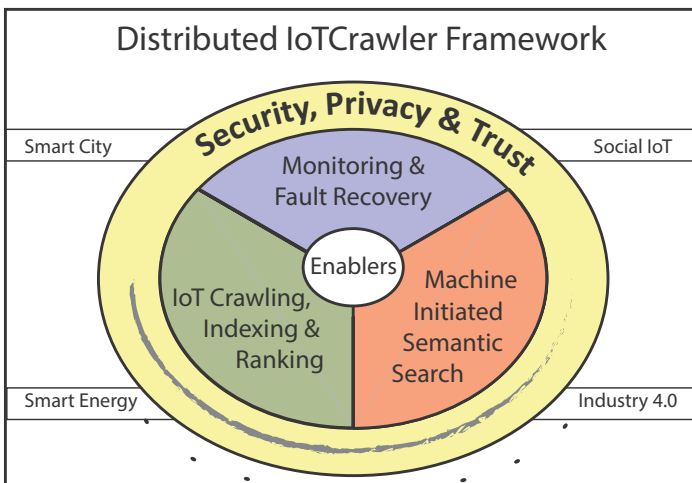 Distributed IoTCrawler Framework
Security, Privacy & Trust
Smart City
Social IoT
Monitoring &
Fault Recovery
Enablers
IoT Crawling,
Indexing &
Ranking
Machine
Initiated
Semantic
Search
Smart Energy
Industry 4.0